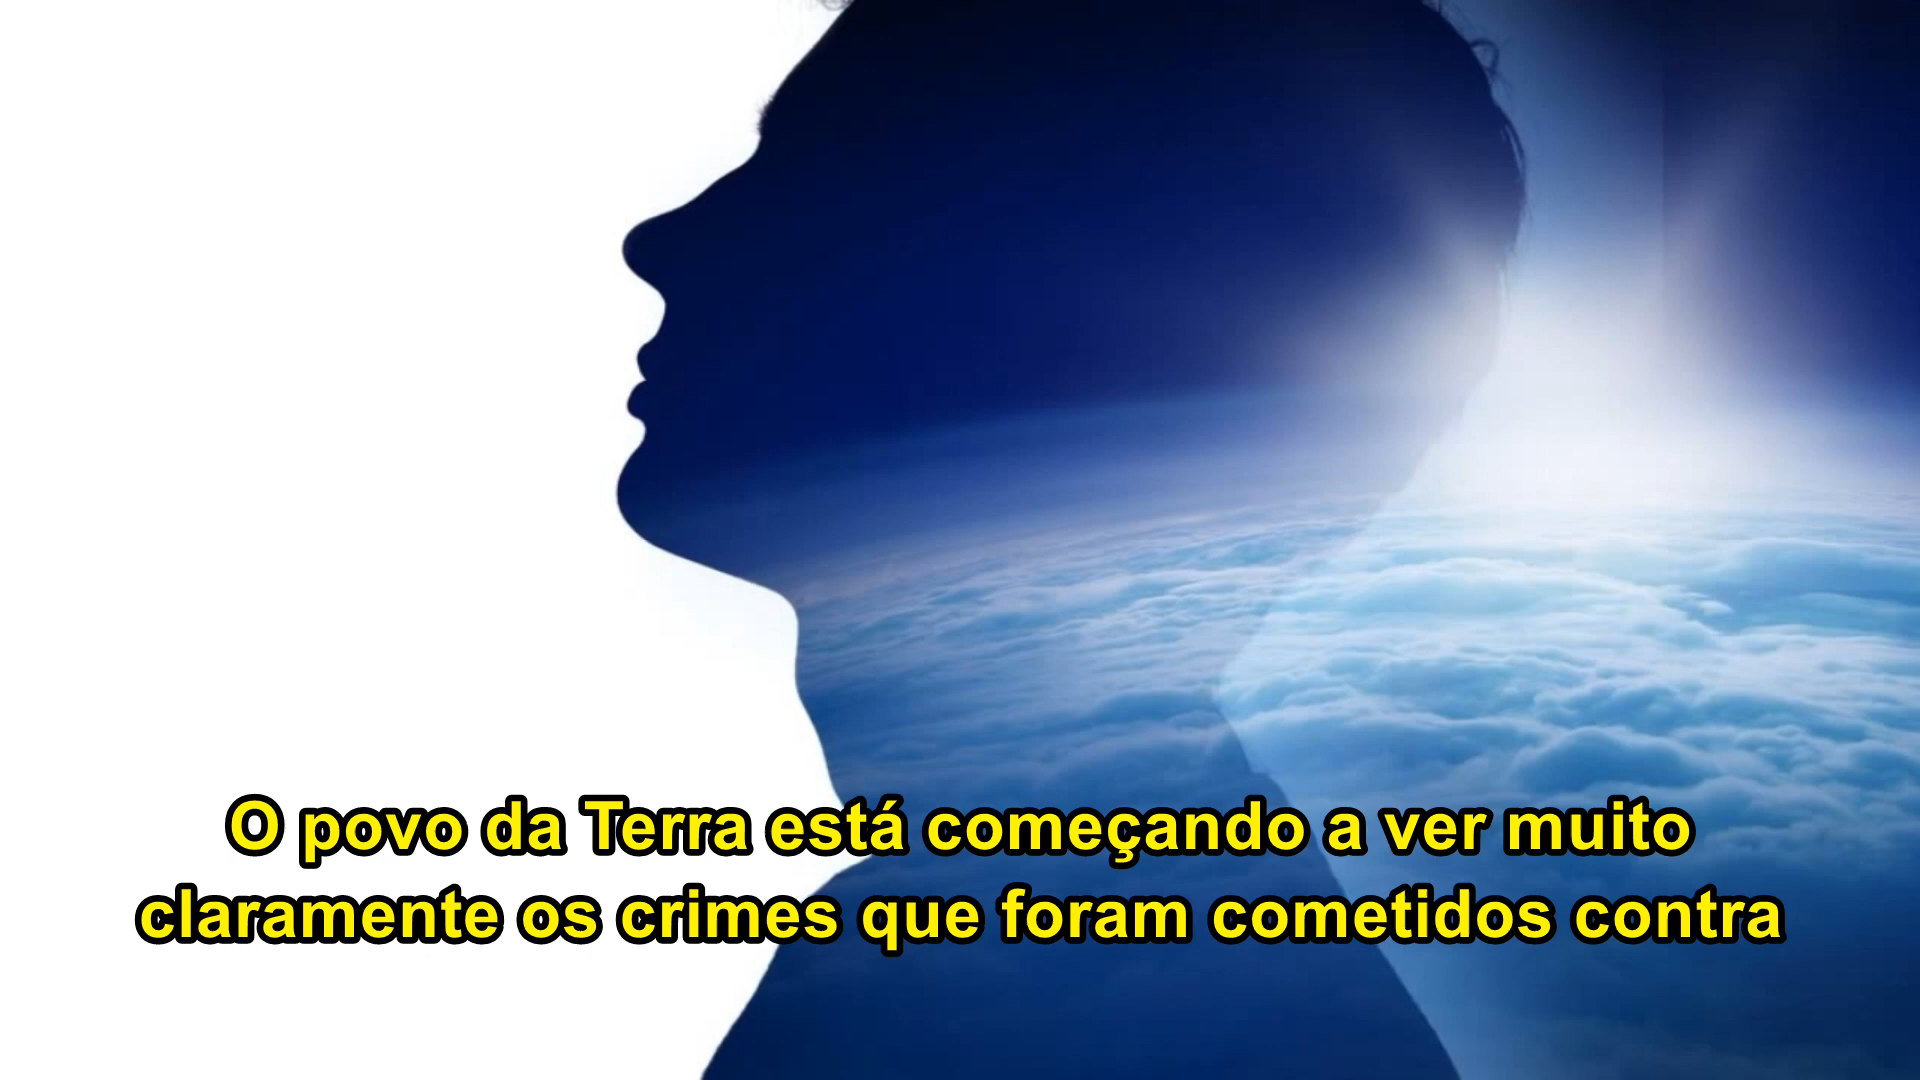 O povo da Terra está começando a ver muito
claramente os crimes que foram cometidos contra